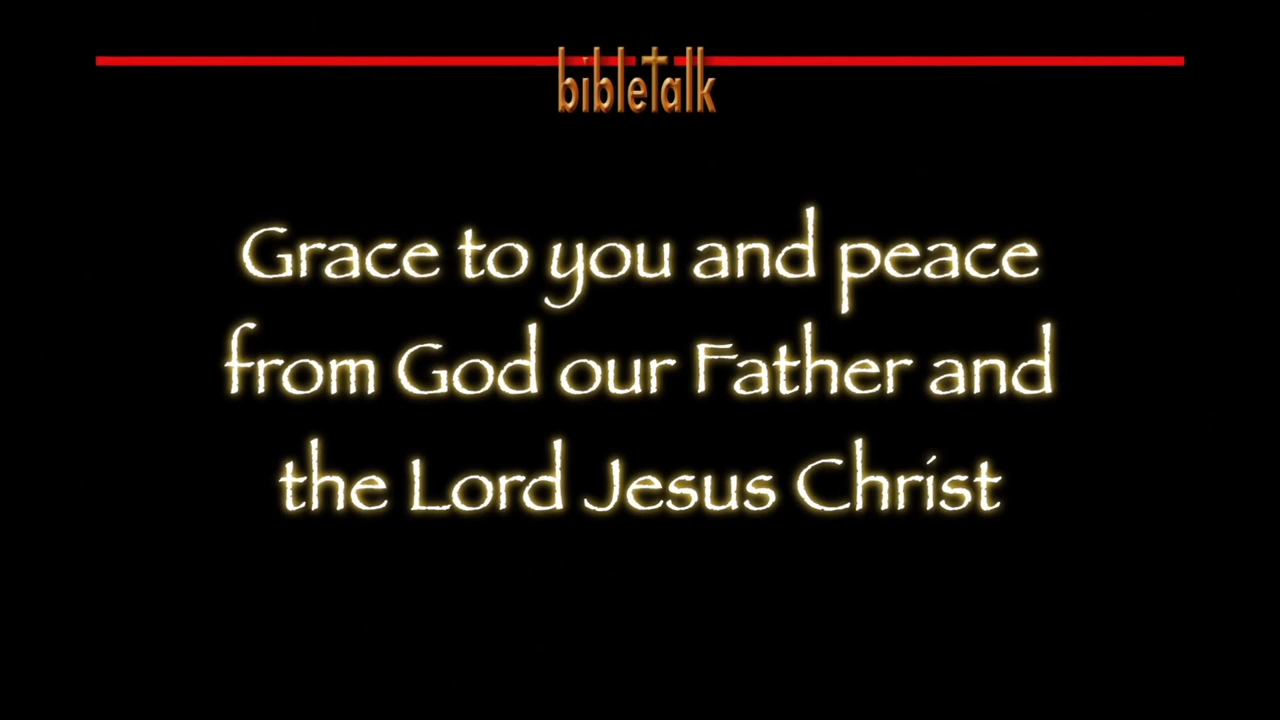 bibleTalk
Grace to you and peace
from God our Father and
the Lord Jesus Christ